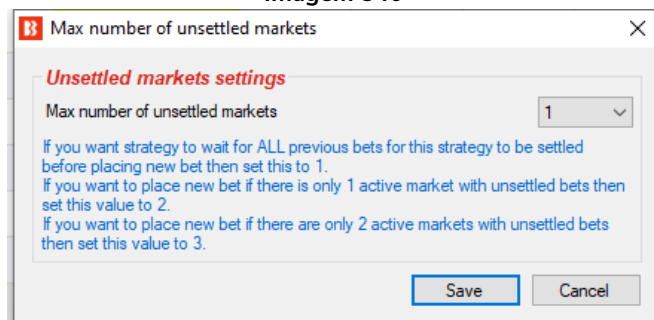 Max number of unsettled markets
Unsettled markets settings
Max number of unsettled markets 1
If you want strategy to wait for ALL previous bets for this strategy to be settled
before placing new bet then set this to 1.
If you want to place new bet if there is only 1 active market with unsettled bets then
set this value to 2.
If you want to place new bet if there are only 2 active markets with unsettled bets
then set this value to 3.
Save Cancel